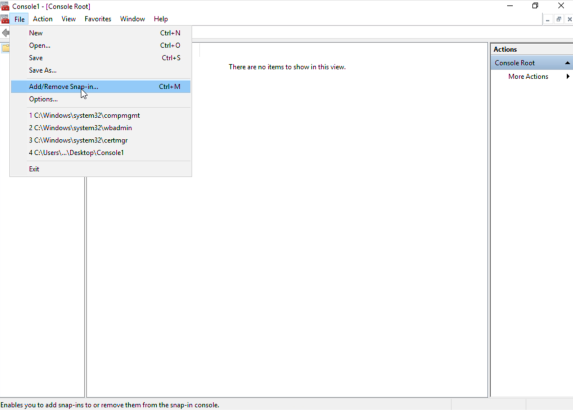 Console1 - [Console Root]
File Action View Favorites Window Help
New Ctrl+N
Open... Ctrl+O
Save Ctrl+S
Save As...
Add/Remove Snap-in... Ctrl+M
Options...
1 C:\Windows\system32\compmgmt
2 C:\Windows\system32\wbadmin
3 C:\Windows\system32\certmgr
4 C:\Users\...\Desktop\Console1
Exit
There are no items to show in this view.
Actions
Console Root
More Actions
Enables you to add snap-ins to or remove them from the snap-in console.